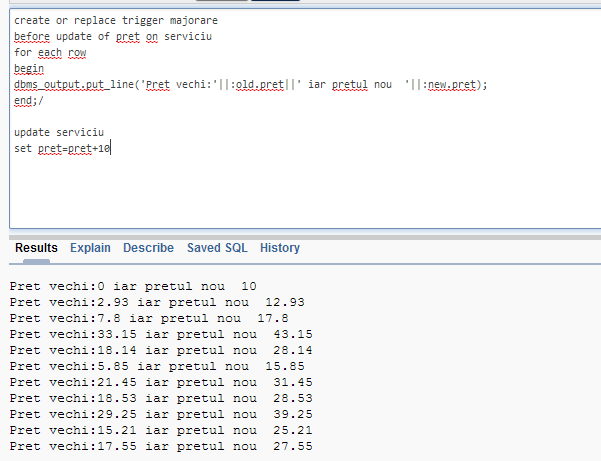 create or replace trigger majorare
before update of pret on serviciu
for each row
begin
dbms_output.put_line('Pret vechi:'||:old.pret||' iar pretul nou  '||:new.pret);
end;/

update serviciu
set pret=pret+10
Results Explain Describe Saved SQL History
Pret vechi:0 iar pretul nou  10
Pret vechi:2.93 iar pretul nou  12.93
Pret vechi:7.8 iar pretul nou  17.8
Pret vechi:33.15 iar pretul nou  43.15
Pret vechi:18.14 iar pretul nou  28.14
Pret vechi:5.85 iar pretul nou  15.85
Pret vechi:21.45 iar pretul nou  31.45
Pret vechi:18.53 iar pretul nou  28.53
Pret vechi:29.25 iar pretul nou  39.25
Pret vechi:15.21 iar pretul nou  25.21
Pret vechi:17.55 iar pretul nou  27.55